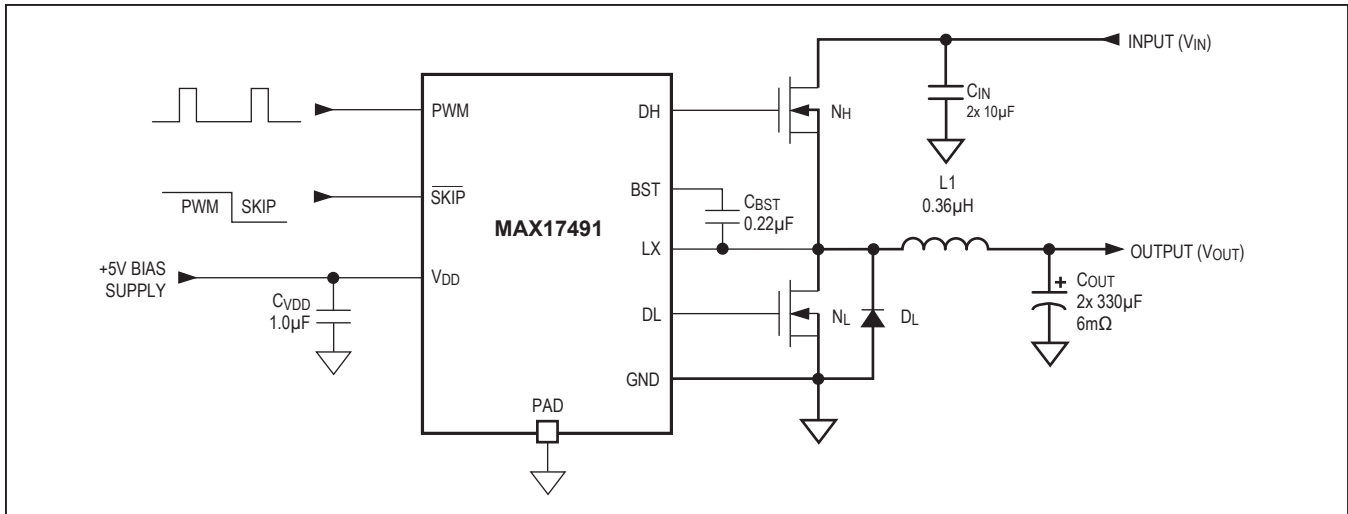 INPUT (VIN)
CIN
2x 10µF
PWM
DH
NH
L1
0.36µH
BST
SKIP
PWM
SKIP
CBST
0.22µF
MAX17491
LX
OUTPUT (VOUT)
+5V BIAS
SUPPLY
VDD
CVDD
1.0µF
DL
NL
DL
COUT
+
2x 330µF
6mΩ
GND
PAD